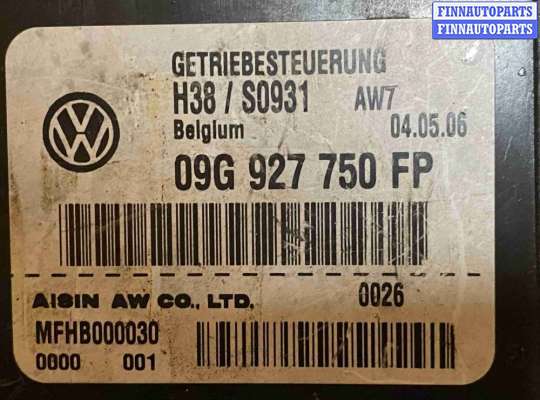 FINNAUTOPARTS
FINNAUTOPARTS
GETRIEBESTEUERUNG
H38 / S0931 AW7
Belgium 04.05.06
09G 927 750 FP
AISIN AW CO., LTD. 0026
MFHB000030
0000 001